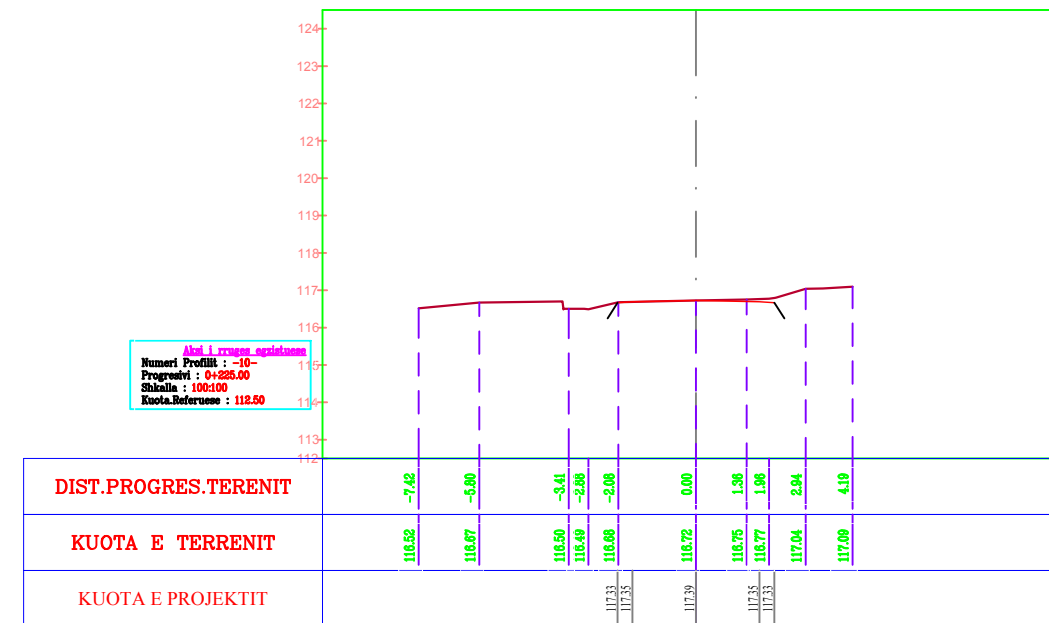 124
123
122
121
120
119
118
117
116
115
114
113
112
Aksi i rruges egzistuese
Numeri Profilit : -10-
Progresivi : 0+225.00
Shkalla : 100:100
Kuota.Referuese : 112.50
DIST.PROGRES.TERENIT -7.42 -5.80 -3.41 -2.88 -2.08 0.00 1.36 1.96 2.94 4.19
KUOTA E TERRENIT 116.52 116.67 116.50 116.49 116.68 116.72 116.75 116.77 117.04 117.09
KUOTA E PROJEKTIT 117.33 117.35 117.39 117.35 117.33